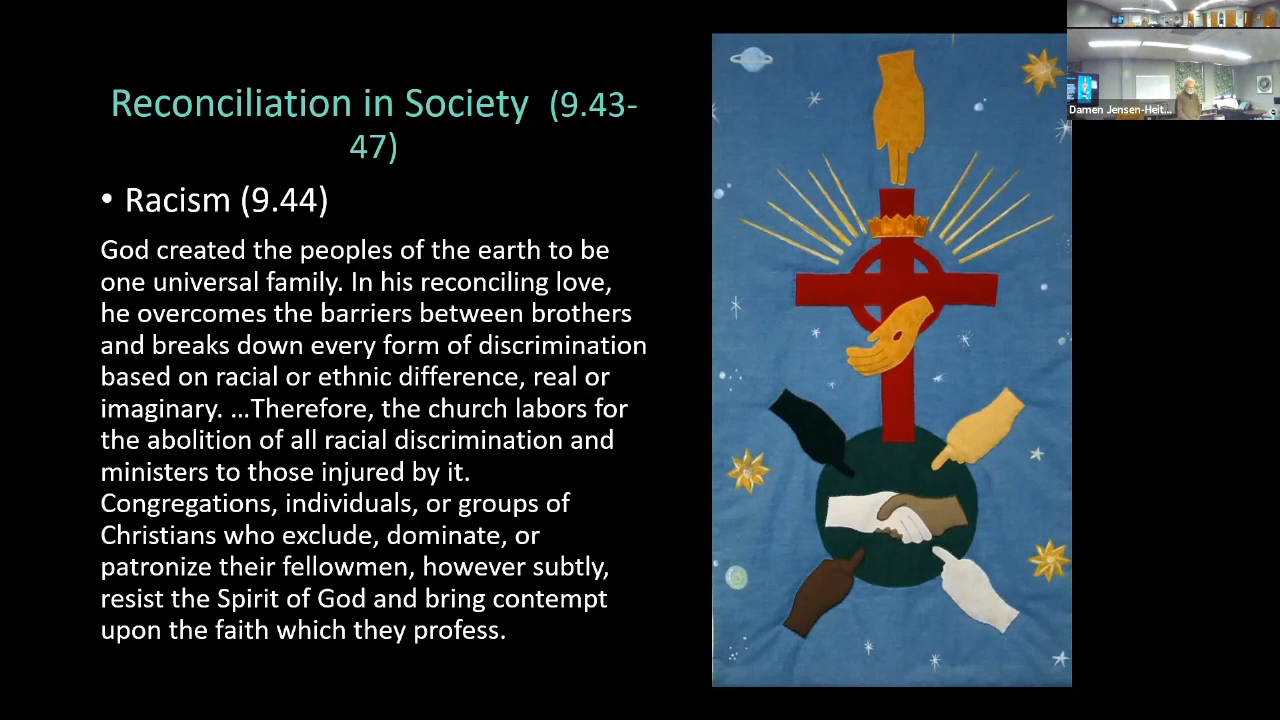 Reconciliation in Society (9.43-
47)
• Racism (9.44)
God created the peoples of the earth to be
one universal family. In his reconciling love,
he overcomes the barriers between brothers
and breaks down every form of discrimination
based on racial or ethnic difference, real or
imaginary. …Therefore, the church labors for
the abolition of all racial discrimination and
ministers to those injured by it.
Congregations, individuals, or groups of
Christians who exclude, dominate, or
patronize their fellowmen, however subtly,
resist the Spirit of God and bring contempt
upon the faith which they profess.
Damen Jensen-Heit...